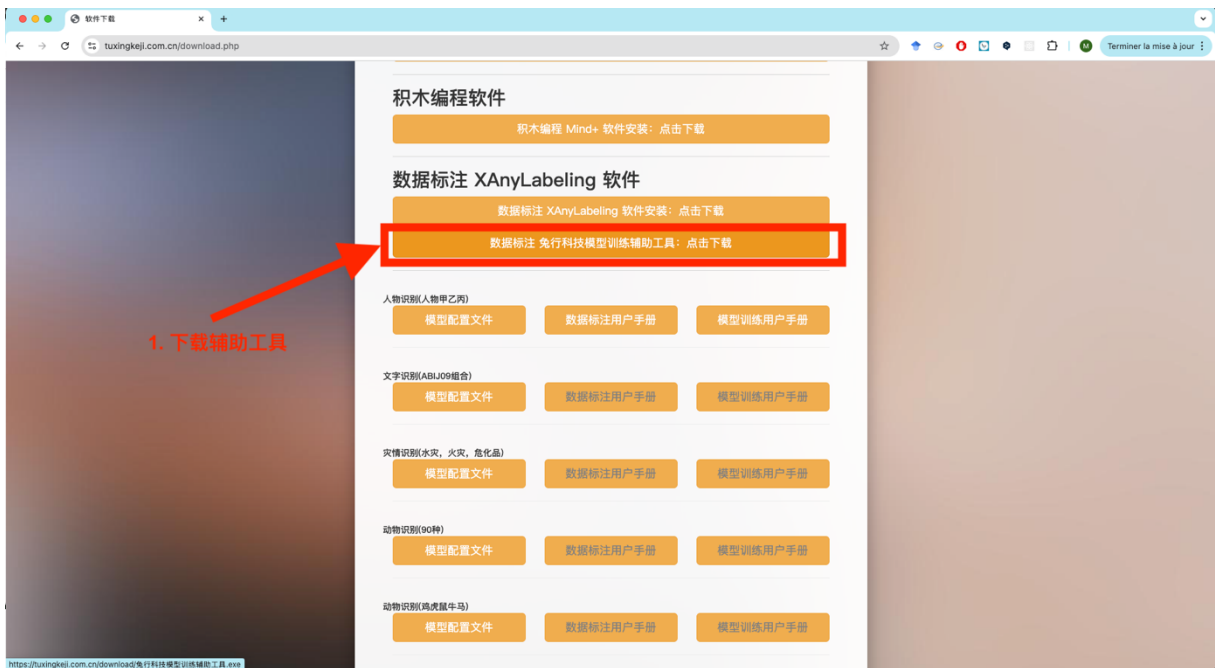 软件下载
tuxingkeji.com.cn/download.php
M
Terminer la mise à jour
积木编程软件
积木编程 Mind+ 软件安装：点击下载
数据标注 XAnyLabeling 软件
数据标注 XAnyLabeling 软件安装：点击下载
数据标注 兔行科技模型训练辅助工具：点击下载
1. 下载辅助工具
人物识别(人物甲乙丙)
模型配置文件 数据标注用户手册 模型训练用户手册
文字识别(ABIJ09组合)
模型配置文件 数据标注用户手册 模型训练用户手册
灾情识别(水灾，火灾，危化品)
模型配置文件 数据标注用户手册 模型训练用户手册
动物识别(90种)
模型配置文件 数据标注用户手册 模型训练用户手册
动物识别(鸡虎鼠牛马)
模型配置文件 数据标注用户手册 模型训练用户手册
https://tuxingkeji.com.cn/download/兔行科技模型训练辅助工具.exe